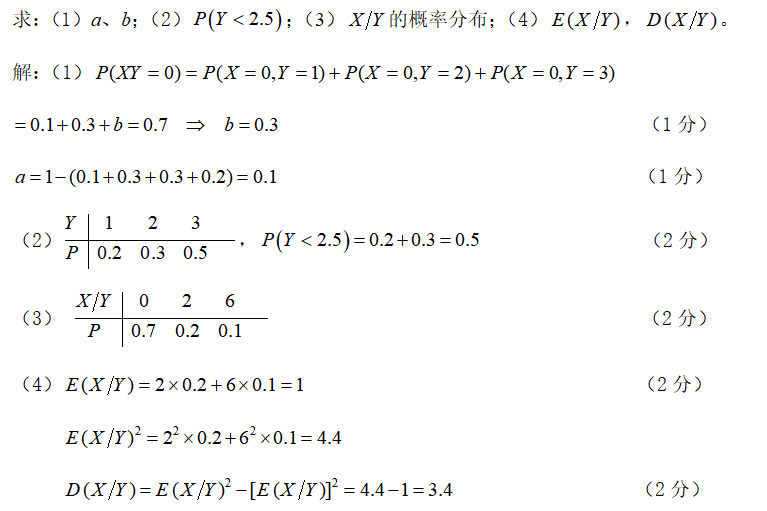 求：（1）a、b；（2）P(Y < 2.5)；（3）X/Y 的概率分布；（4）E(X/Y)，D(X/Y)。
解：（1）P(XY = 0) = P(X = 0,Y = 1) + P(X = 0,Y = 2) + P(X = 0,Y = 3)
= 0.1 + 0.3 + b = 0.7 ⇒ b = 0.3 （1 分）
a = 1 − (0.1 + 0.3 + 0.3 + 0.2) = 0.1 （1 分）
Y 1 2 3
（2） ，P(Y < 2.5) = 0.2 + 0.3 = 0.5 （2 分）
P 0.2 0.3 0.5
X/Y 0 2 6
（3） （2 分）
P 0.7 0.2 0.1
（4）E(X/Y) = 2×0.2 + 6×0.1 = 1 （2 分）
E(X/Y)² = 2²×0.2 + 6²×0.1 = 4.4
D(X/Y) = E(X/Y)² − [E(X/Y)]² = 4.4 − 1 = 3.4 （2 分）